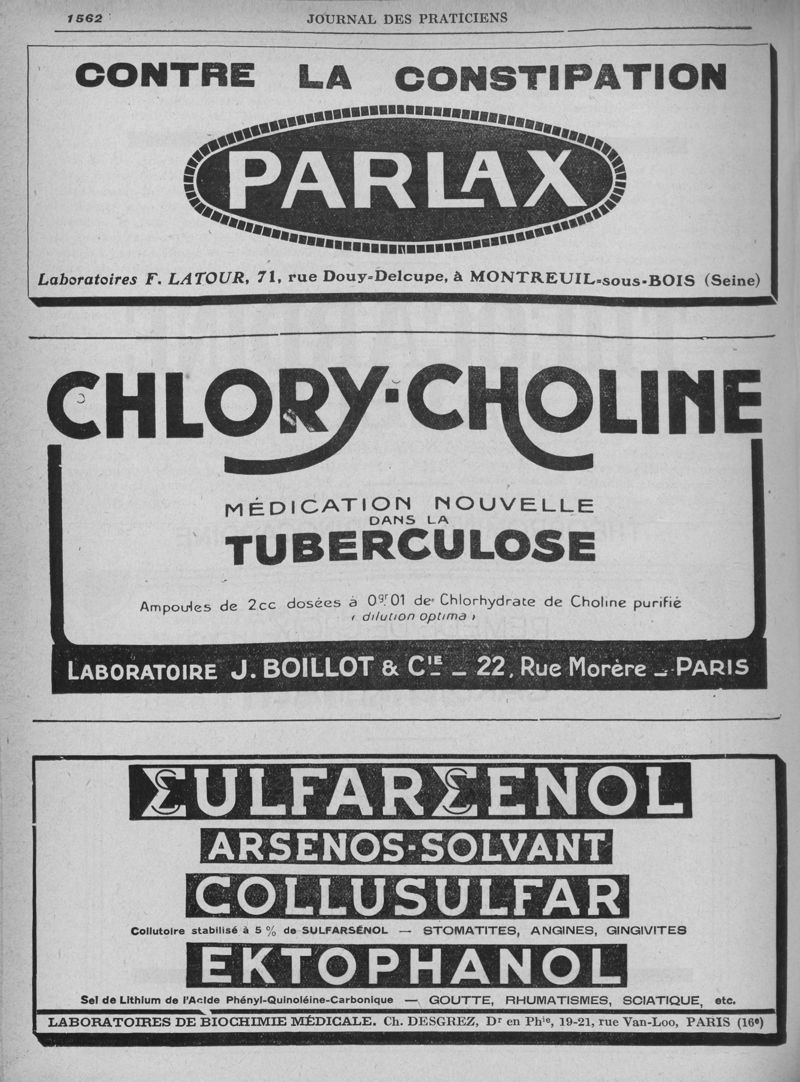 1562
JOURNAL DES PRATICIENS
CONTRE LA CONSTIPATION
PARLAX
Laboratoires F. LATOUR, 71, rue Douy-Delcupe, à MONTREUIL-sous-BOIS (Seine)
CHLORY-CHOLINE
MÉDICATION NOUVELLE
DANS LA
TUBERCULOSE
Ampoules de 2cc dosées à 0gr01 de Chlorhydrate de Choline purifié
(dilution optima)
LABORATOIRE J. BOILLOT & CIE – 22, Rue Morère – PARIS
SULFARSENOL
ARSENOS-SOLVANT
COLLUSULFAR
Collutoire stabilisé à 5 % de SULFARSÉNOL — STOMATITES, ANGINES, GINGIVITES
EKTOPHANOL
Sel de Lithium de l'Acide Phényl-Quinoléine-Carbonique — GOUTTE, RHUMATISMES, SCIATIQUE, etc.
LABORATOIRES DE BIOCHIMIE MÉDICALE. Ch. DESGREZ, Dr en Phie, 19-21, rue Van-Loo, PARIS (16e)